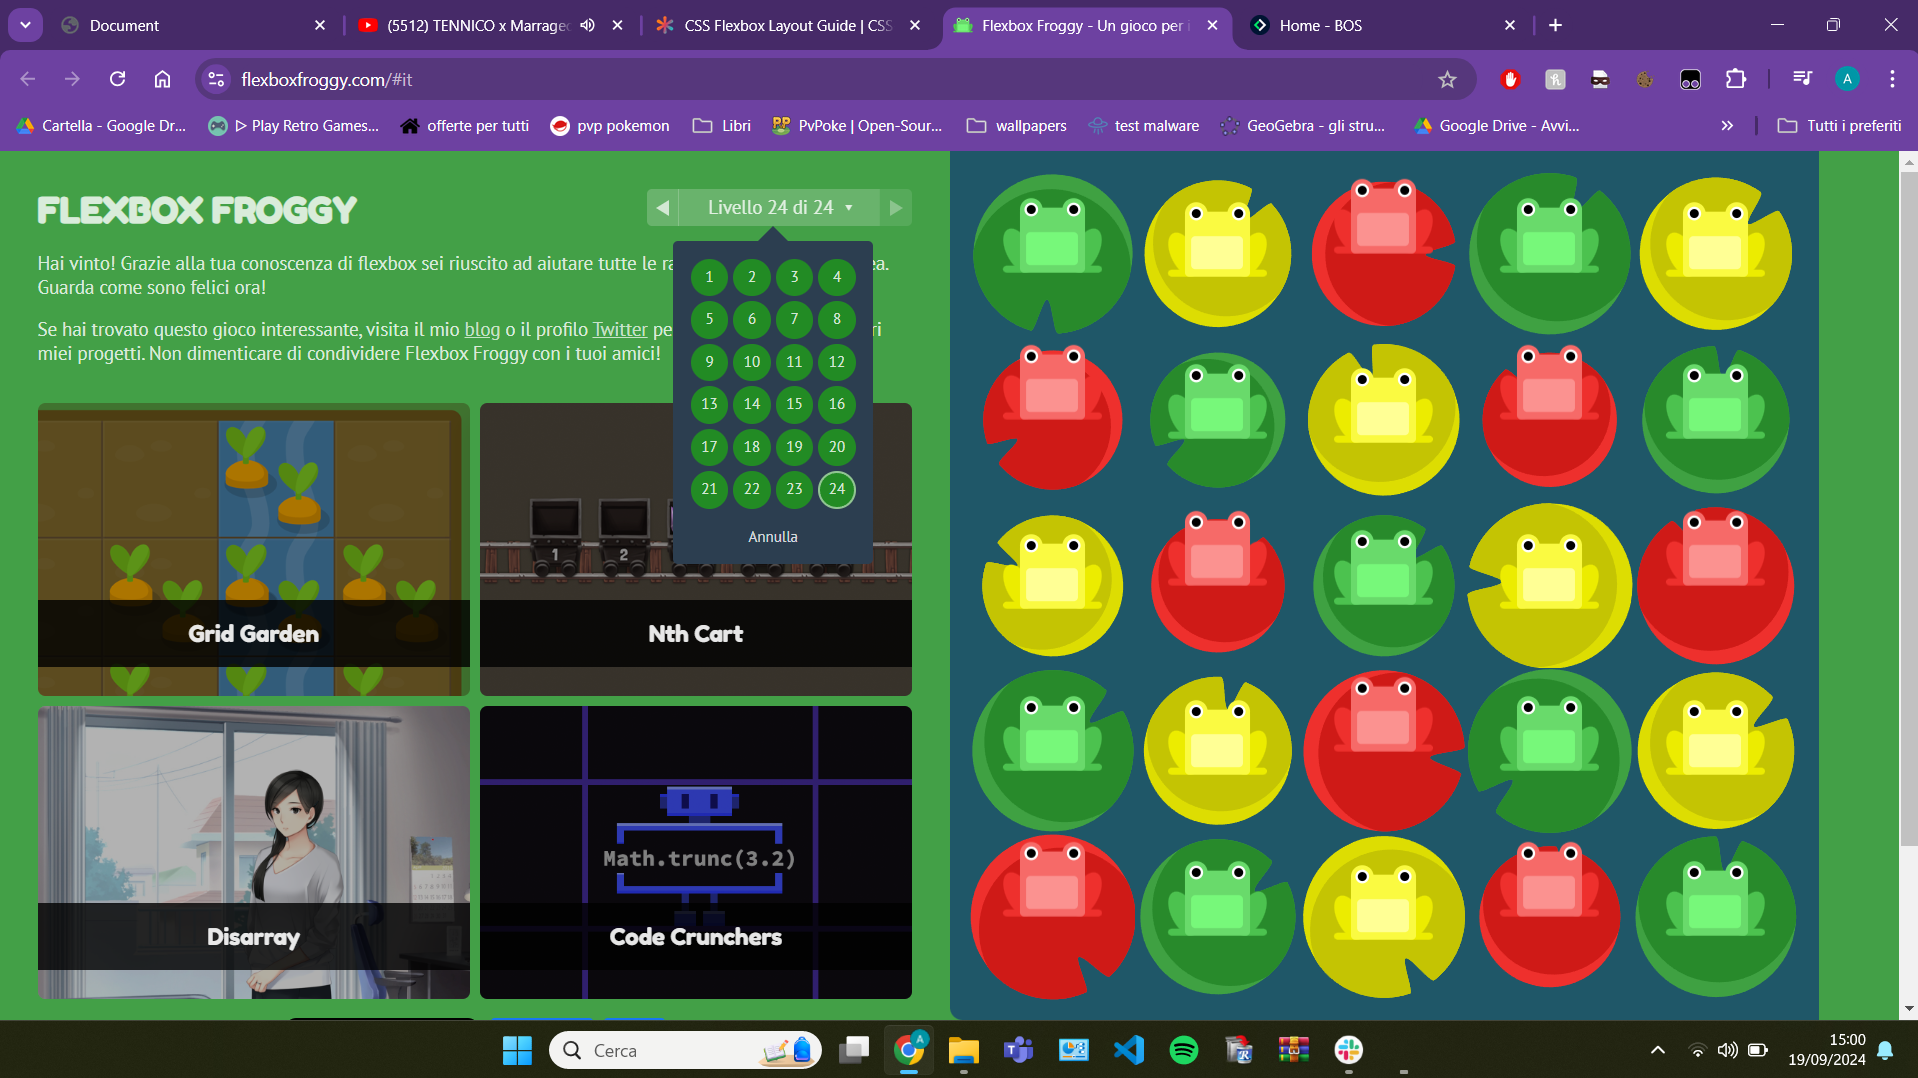 Document
(5512) TENNICO x Marrage
CSS Flexbox Layout Guide | CSS
Flexbox Froggy - Un gioco per i
Home - BOS
flexboxfroggy.com/#it
A
Cartella - Google Dr...
ᐅ Play Retro Games...
offerte per tutti
pvp pokemon
Libri
PvPoke | Open-Sour...
wallpapers
test malware
GeoGebra - gli stru...
Google Drive - Avvi...
Tutti i preferiti
FLEXBOX FROGGY
Livello 24 di 24
Hai vinto! Grazie alla tua conoscenza di flexbox sei riuscito ad aiutare tutte le ra ea.
Guarda come sono felici ora!
Se hai trovato questo gioco interessante, visita il mio blog o il profilo Twitter pe ri
miei progetti. Non dimenticare di condividere Flexbox Froggy con i tuoi amici!
1 2 3 4
5 6 7 8
9 10 11 12
13 14 15 16
17 18 19 20
21 22 23 24
Annulla
1 2
Grid Garden
Nth Cart
Math.trunc(3.2)
Disarray
Code Crunchers
Cerca
A
15:00
19/09/2024